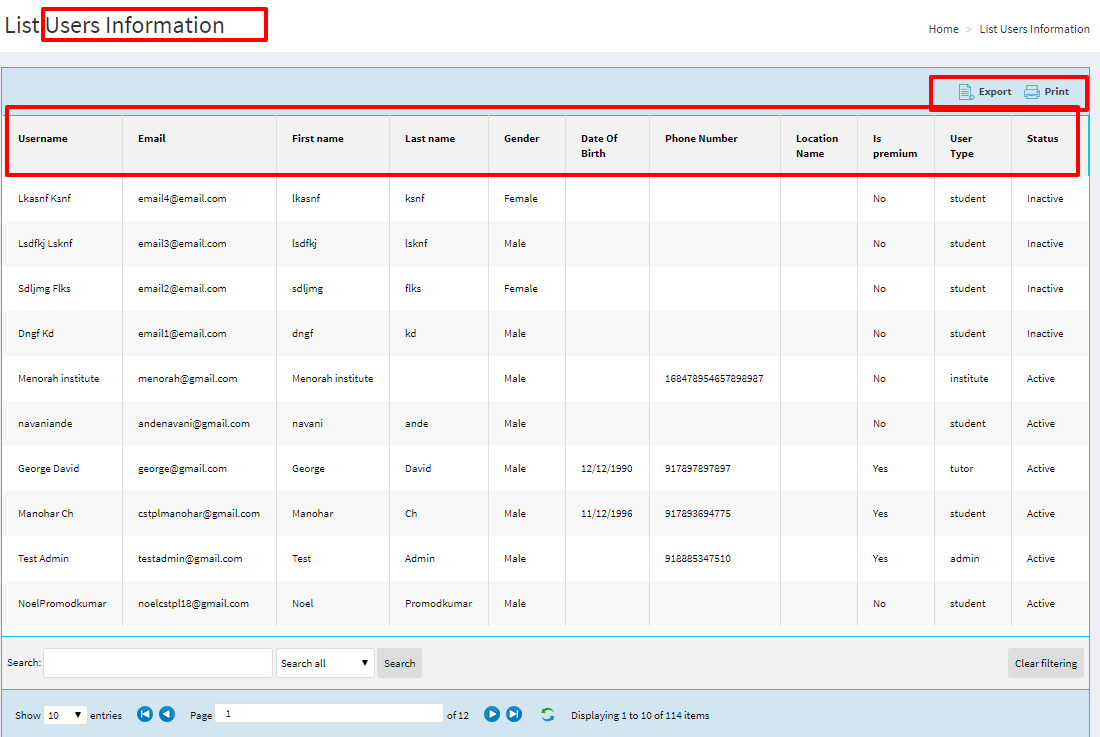 List Users Information
Home > List Users Information
Export Print
Username Email First name Last name Gender Date Of Birth Phone Number Location Name Is premium User Type Status
Lkasnf Ksnf email4@email.com lkasnf ksnf Female No student Inactive
Lsdfkj Lsknf email3@email.com lsdfkj lsknf Male No student Inactive
Sdljmg Flks email2@email.com sdljmg flks Female No student Inactive
Dngf Kd email1@email.com dngf kd Male No student Inactive
Menorah institute menorah@gmail.com Menorah institute Male 168478954657898987 No institute Active
navaniande andenavani@gmail.com navani ande Male No student Active
George David george@gmail.com George David Male 12/12/1990 917897897897 Yes tutor Active
Manohar Ch cstplmanohar@gmail.com Manohar Ch Male 11/12/1996 917893694775 Yes student Active
Test Admin testadmin@gmail.com Test Admin Male 918885347510 Yes admin Active
NoelPromodkumar noelcstpl18@gmail.com Noel Promodkumar Male No student Active
Search: Search all Search Clear filtering
Show 10 entries Page 1 of 12 Displaying 1 to 10 of 114 items